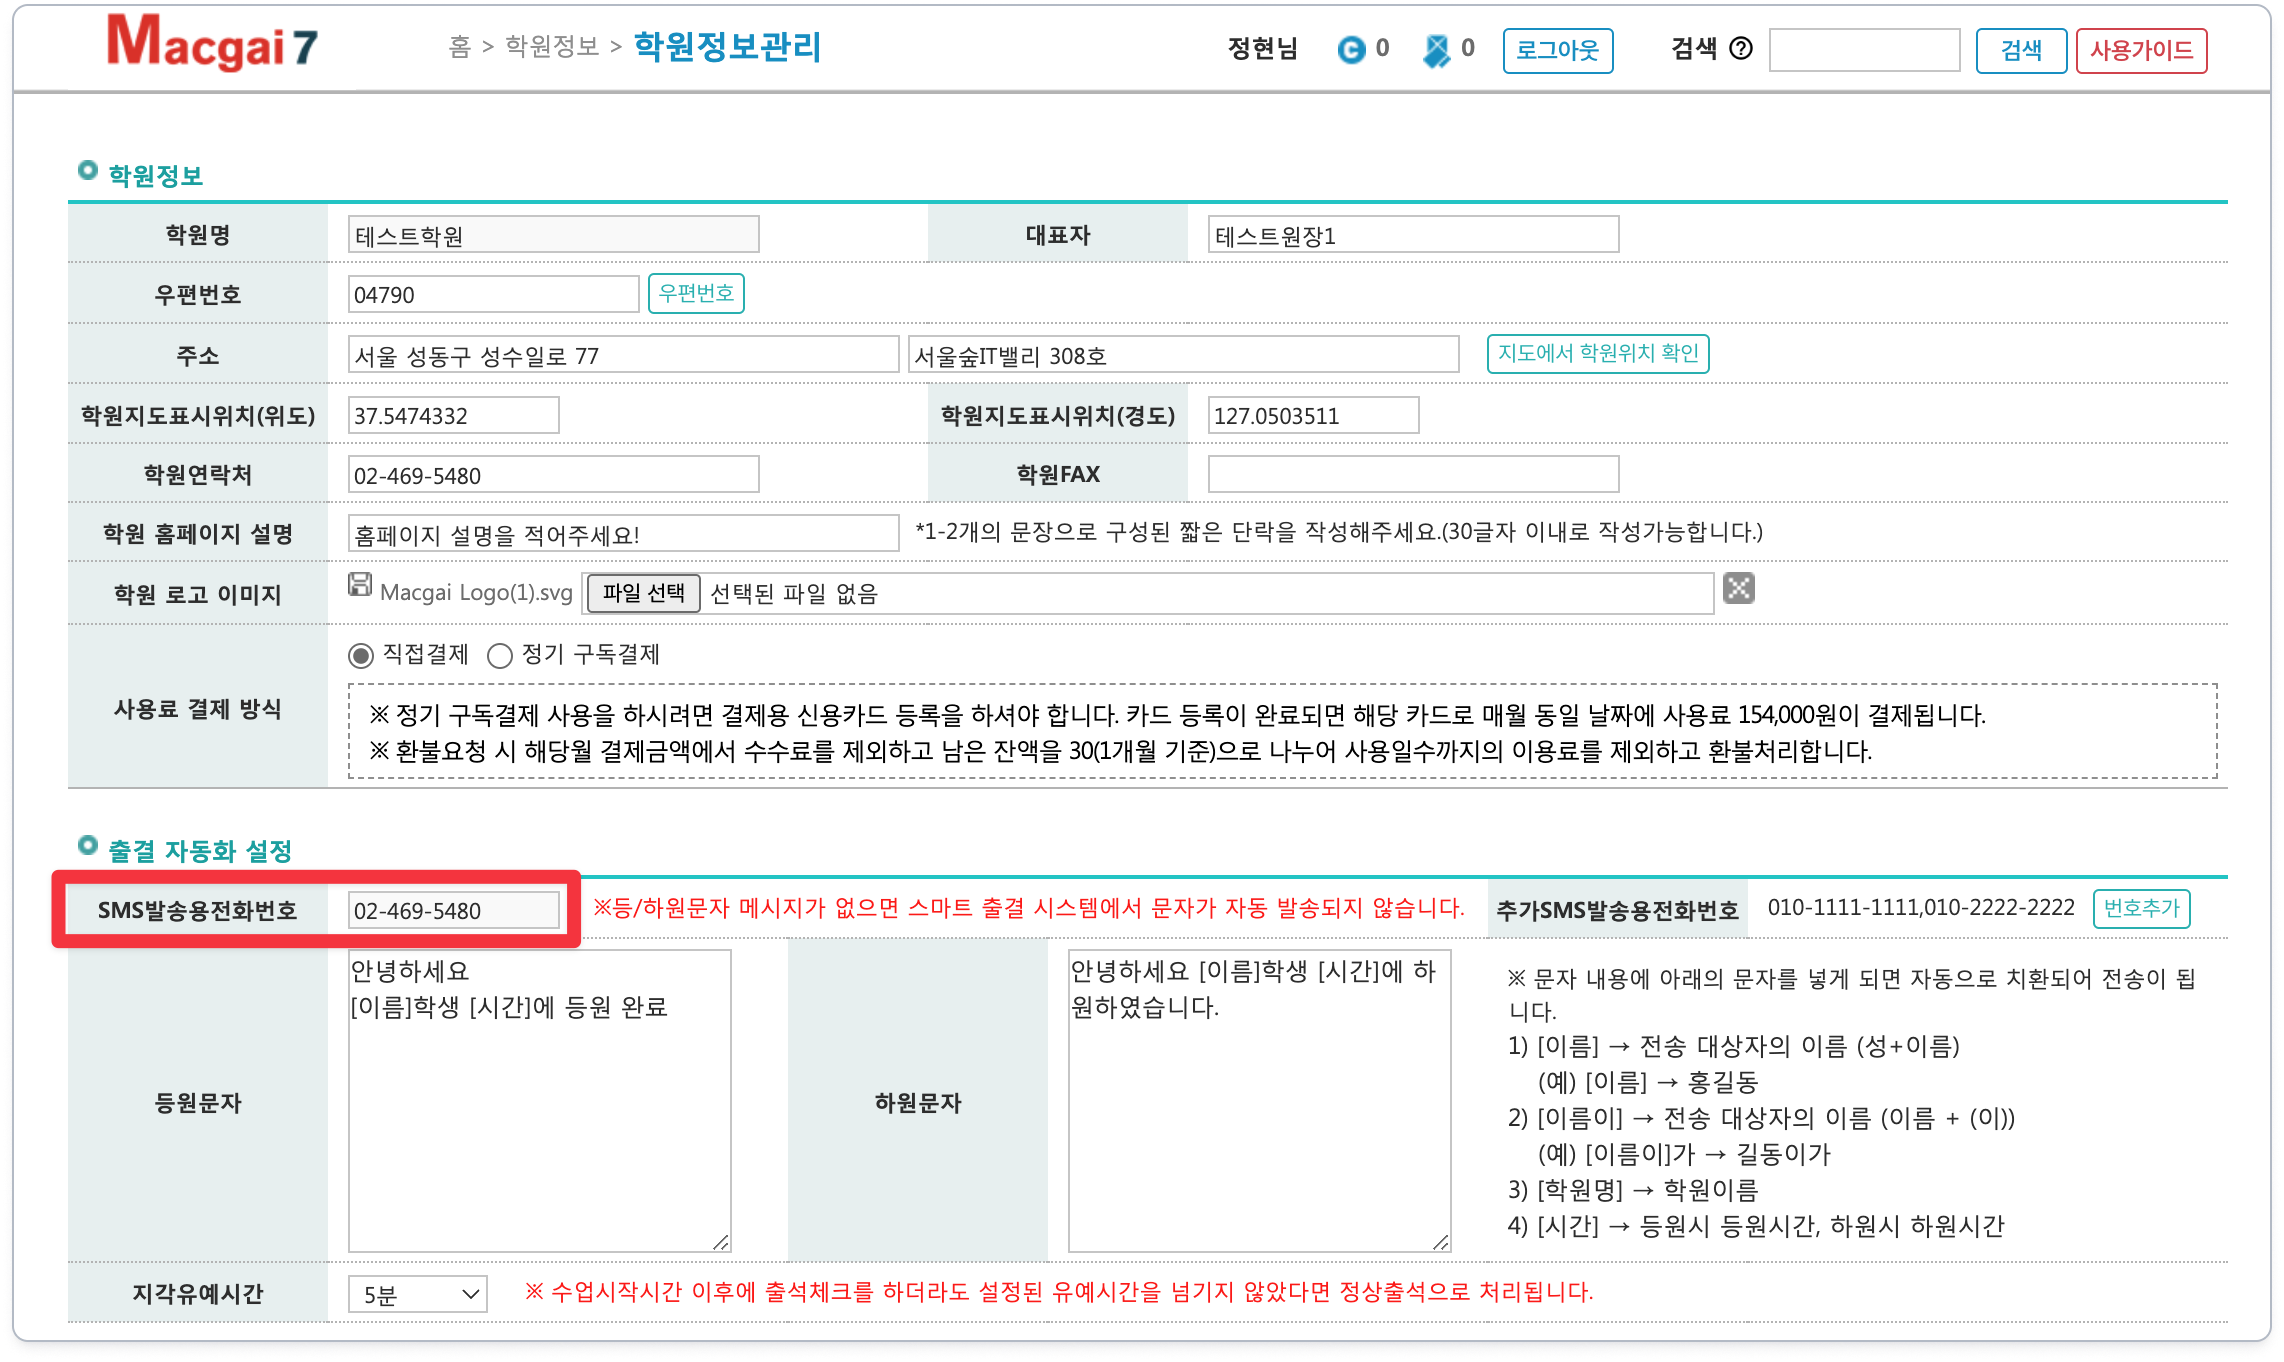 Macgai 7
홈 > 학원정보 > 학원정보관리
정현님 0 0 로그아웃 검색 검색 사용가이드
학원정보
학원명 테스트학원 대표자 테스트원장1
우편번호 04790 우편번호
주소 서울 성동구 성수일로 77 서울숲IT밸리 308호 지도에서 학원위치 확인
학원지도표시위치(위도) 37.5474332 학원지도표시위치(경도) 127.0503511
학원연락처 02-469-5480 학원FAX
학원 홈페이지 설명 홈페이지 설명을 적어주세요! *1-2개의 문장으로 구성된 짧은 단락을 작성해주세요.(30글자 이내로 작성가능합니다.)
학원 로고 이미지 Macgai Logo(1).svg 파일 선택 선택된 파일 없음
사용료 결제 방식 직접결제 정기 구독결제
※ 정기 구독결제 사용을 하시려면 결제용 신용카드 등록을 하셔야 합니다. 카드 등록이 완료되면 해당 카드로 매월 동일 날짜에 사용료 154,000원이 결제됩니다.
※ 환불요청 시 해당월 결제금액에서 수수료를 제외하고 남은 잔액을 30(1개월 기준)으로 나누어 사용일수까지의 이용료를 제외하고 환불처리합니다.
출결 자동화 설정
SMS발송용전화번호 02-469-5480 ※등/하원문자 메시지가 없으면 스마트 출결 시스템에서 문자가 자동 발송되지 않습니다. 추가SMS발송용전화번호 010-1111-1111,010-2222-2222 번호추가
등원문자
안녕하세요
[이름]학생 [시간]에 등원 완료
하원문자
안녕하세요 [이름]학생 [시간]에 하
원하였습니다.
※ 문자 내용에 아래의 문자를 넣게 되면 자동으로 치환되어 전송이 됩
니다.
1) [이름] → 전송 대상자의 이름 (성+이름)
(예) [이름] → 홍길동
2) [이름이] → 전송 대상자의 이름 (이름 + (이))
(예) [이름이]가 → 길동이가
3) [학원명] → 학원이름
4) [시간] → 등원시 등원시간, 하원시 하원시간
지각유예시간 5분 ※ 수업시작시간 이후에 출석체크를 하더라도 설정된 유예시간을 넘기지 않았다면 정상출석으로 처리됩니다.